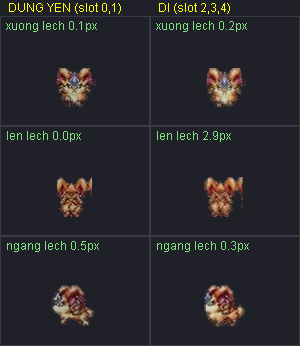 DUNG YEN (slot 0,1)
DI (slot 2,3,4)
xuong lech 0.1px
xuong lech 0.2px
len lech 0.0px
len lech 2.9px
ngang lech 0.5px
ngang lech 0.3px